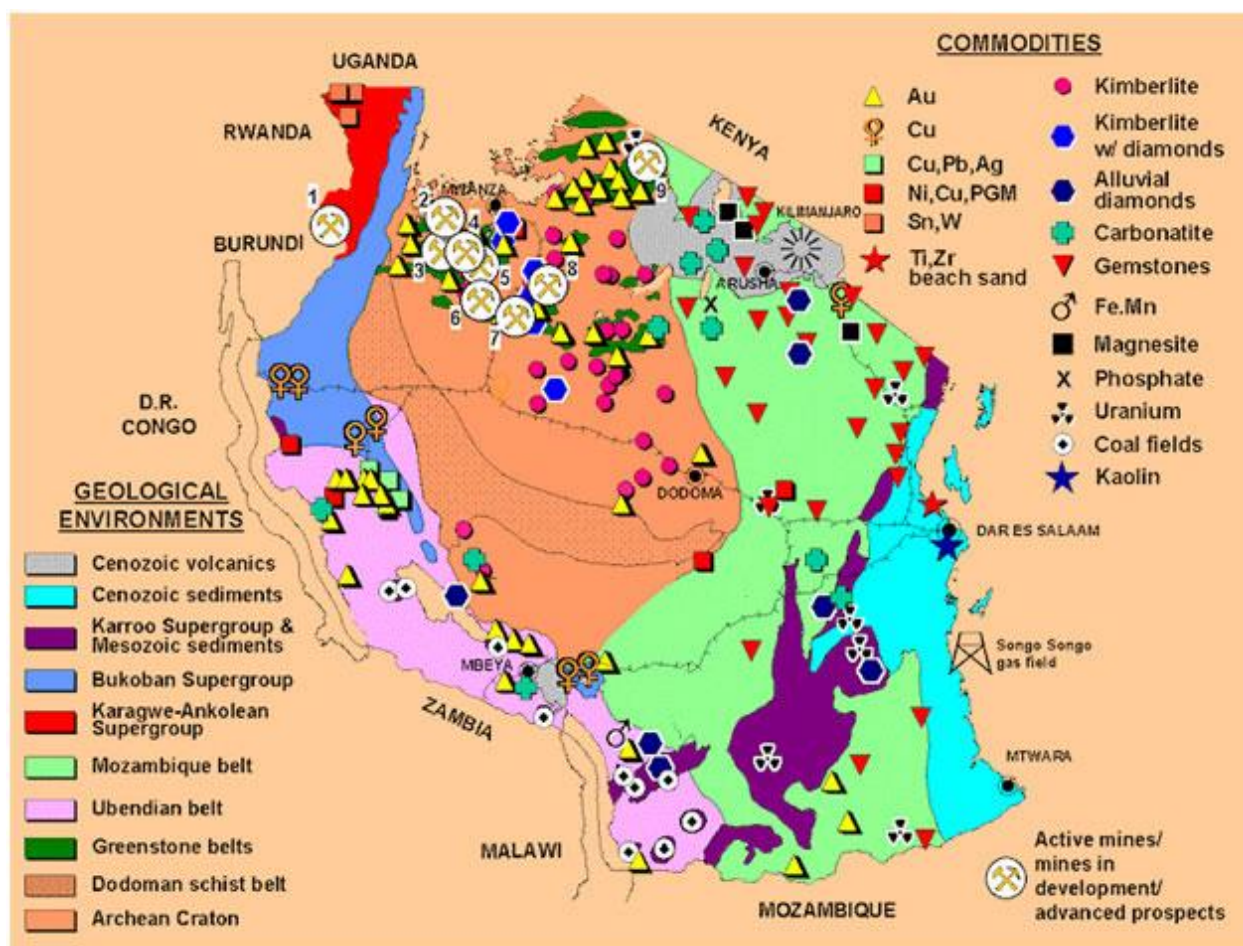 UGANDA
RWANDA
BURUNDI
D.R.
CONGO
ZAMBIA
MALAWI
MOZAMBIQUE
KENYA
MWANZA
KILIMANJARO
ARUSHA
DODOMA
DAR ES SALAAM
MBEYA
MTWARA
Songo Songo
gas field
1
2
3
4
5
6
7
8
9
COMMODITIES
Au
Cu
Cu,Pb,Ag
Ni,Cu,PGM
Sn,W
Ti,Zr
beach sand
Kimberlite
Kimberlite
w/ diamonds
Alluvial
diamonds
Carbonatite
Gemstones
Fe.Mn
Magnesite
X Phosphate
Uranium
Coal fields
Kaolin
GEOLOGICAL
ENVIRONMENTS
Cenozoic volcanics
Cenozoic sediments
Karroo Supergroup &
Mesozoic sediments
Bukoban Supergroup
Karagwe-Ankolean
Supergroup
Mozambique belt
Ubendian belt
Greenstone belts
Dodoman schist belt
Archean Craton
Active mines/
mines in
development/
advanced prospects